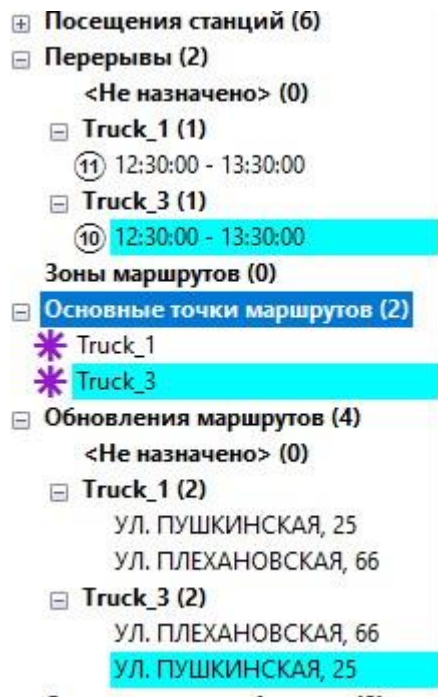 Посещения станций (6)
Перерывы (2)
<Не назначено> (0)
Truck_1 (1)
11 12:30:00 - 13:30:00
Truck_3 (1)
10 12:30:00 - 13:30:00
Зоны маршрутов (0)
Основные точки маршрутов (2)
Truck_1
Truck_3
Обновления маршрутов (4)
<Не назначено> (0)
Truck_1 (2)
УЛ. ПУШКИНСКАЯ, 25
УЛ. ПЛЕХАНОВСКАЯ, 66
Truck_3 (2)
УЛ. ПЛЕХАНОВСКАЯ, 66
УЛ. ПУШКИНСКАЯ, 25